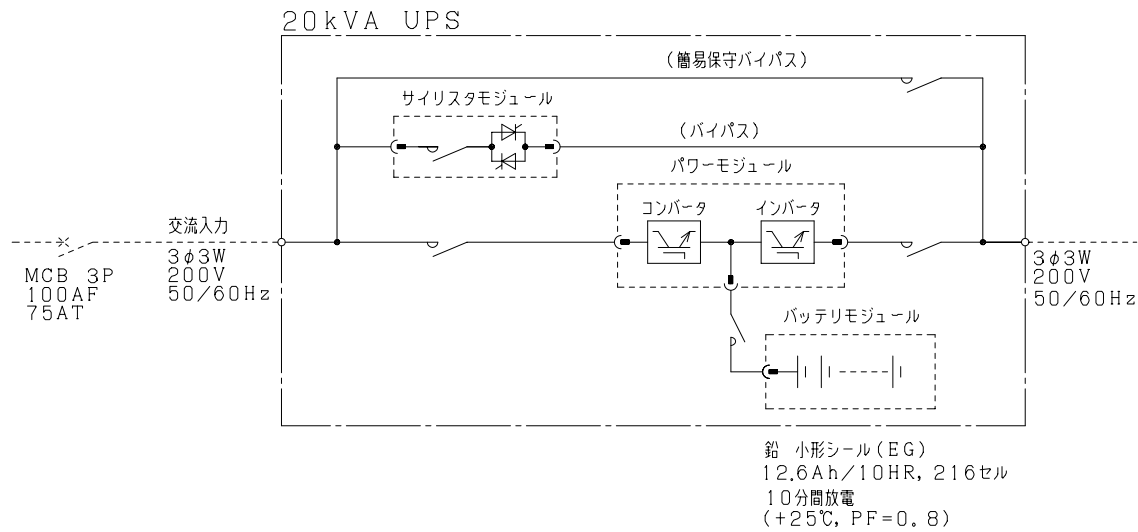 20kVA UPS
(簡易保守バイパス)
サイリスタモジュール
(バイパス)
パワーモジュール
コンバータ
インバータ
交流入力
3φ3W
200V
50/60Hz
MCB 3P
100AF
75AT
3φ3W
200V
50/60Hz
バッテリモジュール
鉛 小形シール(EG)
12.6Ah/10HR, 216セル
10分間放電
(+25℃, PF=0.8)